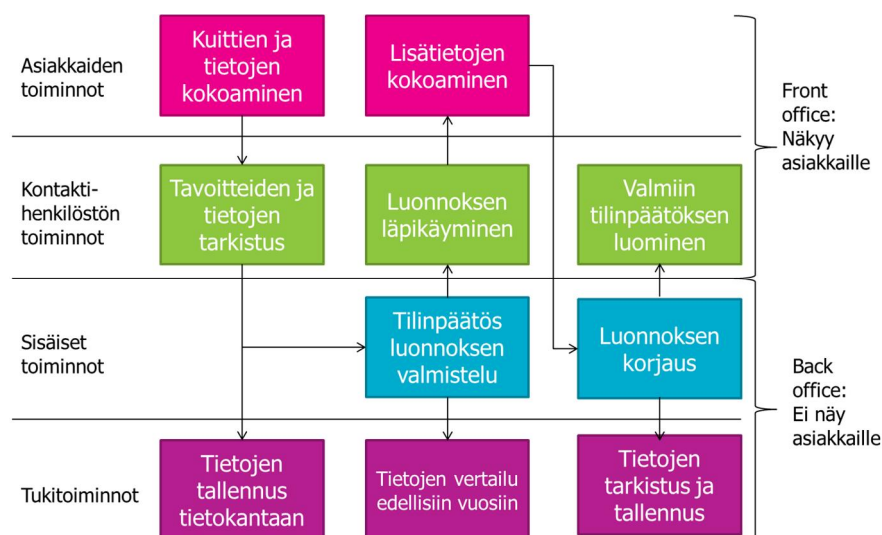 Asiakkaiden
toiminnot
Kuittien ja
tietojen
kokoaminen
Lisätietojen
kokoaminen
Front
office:
Näkyy
asiakkaille
Kontakti-
henkilöstön
toiminnot
Tavoitteiden ja
tietojen
tarkistus
Luonnoksen
läpikäyminen
Valmiin
tilinpäätöksen
luominen
Sisäiset
toiminnot
Tilinpäätös
luonnoksen
valmistelu
Luonnoksen
korjaus
Back
office:
Ei näy
asiakkaille
Tukitoiminnot
Tietojen
tallennus
tietokantaan
Tietojen vertailu
edellisiin vuosiin
Tietojen
tarkistus ja
tallennus